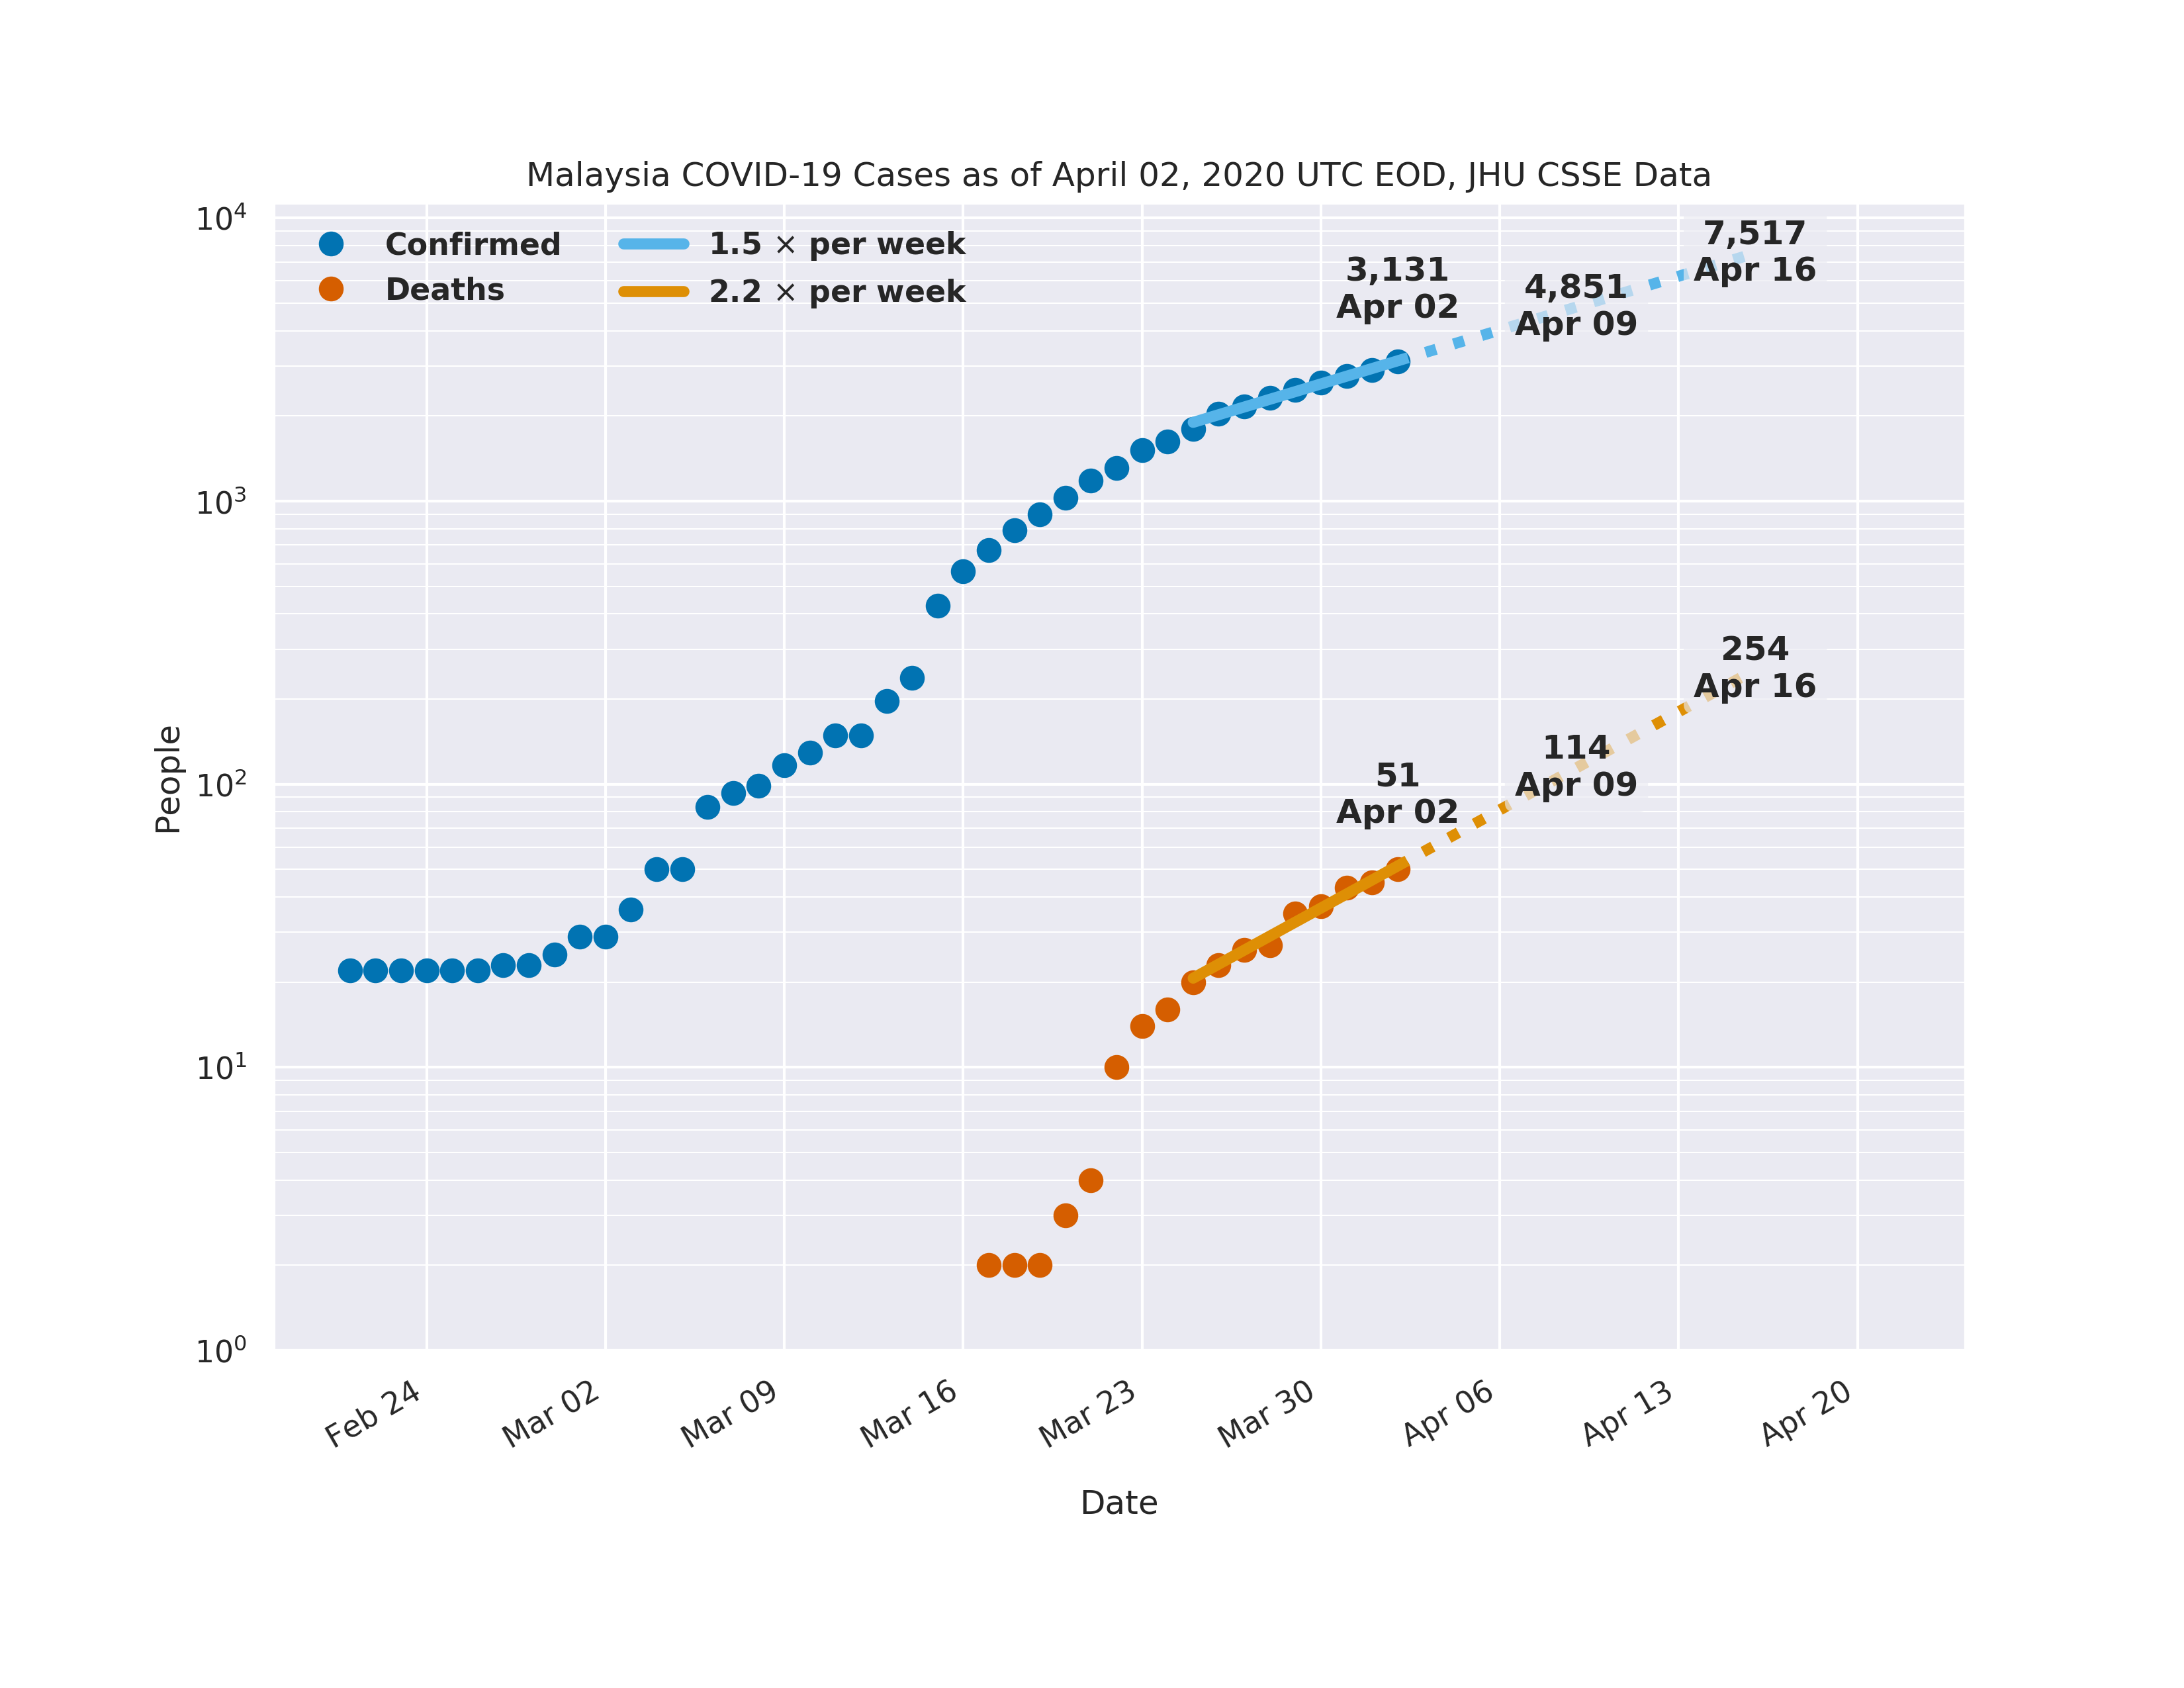 Malaysia COVID-19 Cases as of April 02, 2020 UTC EOD, JHU CSSE Data
Confirmed
Deaths
1.5 × per week
2.2 × per week
3,131
Apr 02
4,851
Apr 09
7,517
Apr 16
51
Apr 02
114
Apr 09
254
Apr 16
People
10⁴
10³
10²
10¹
10⁰
Feb 24
Mar 02
Mar 09
Mar 16
Mar 23
Mar 30
Apr 06
Apr 13
Apr 20
Date